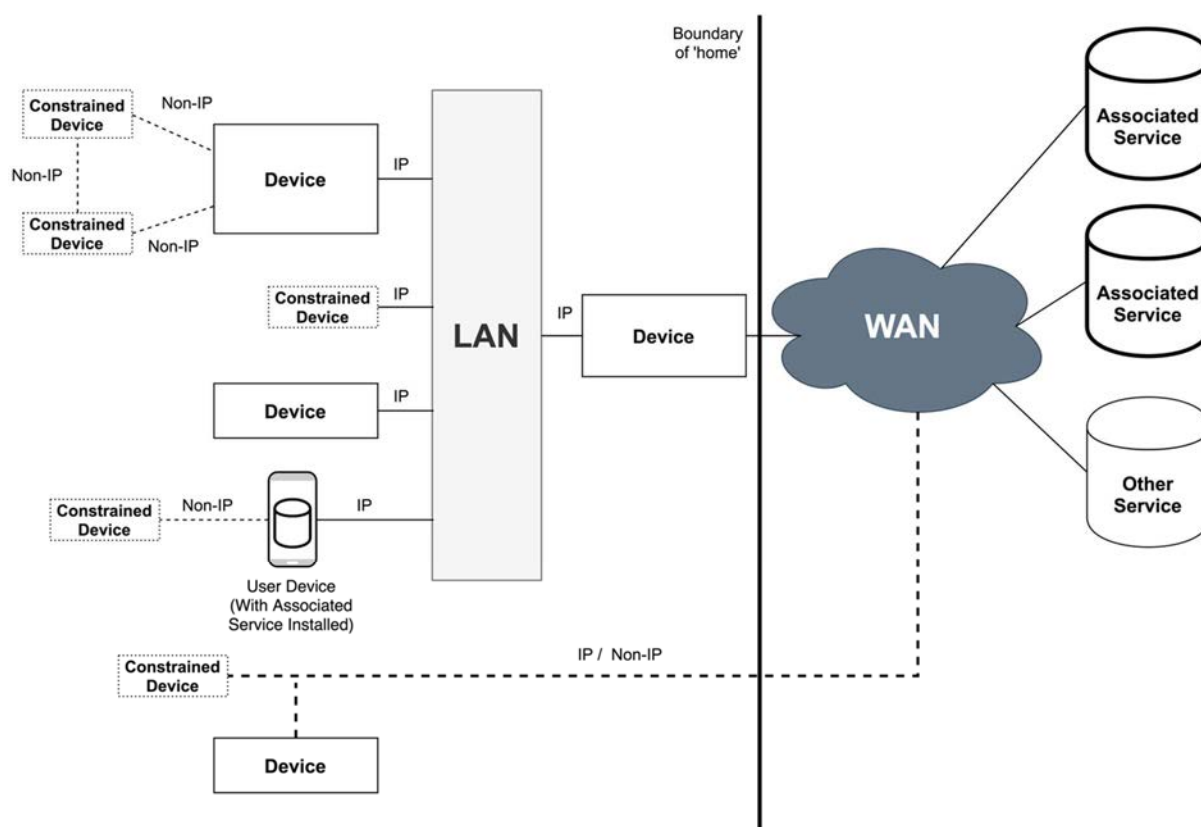 Boundary
of 'home'
Constrained
Device
Non-IP
Non-IP
Constrained
Device
Non-IP
Device
IP
Constrained
Device
IP
Device
IP
Constrained
Device
Non-IP
IP
User Device
(With Associated
Service Installed)
LAN
IP
Device
WAN
Associated
Service
Associated
Service
Other
Service
Constrained
Device
IP / Non-IP
Device